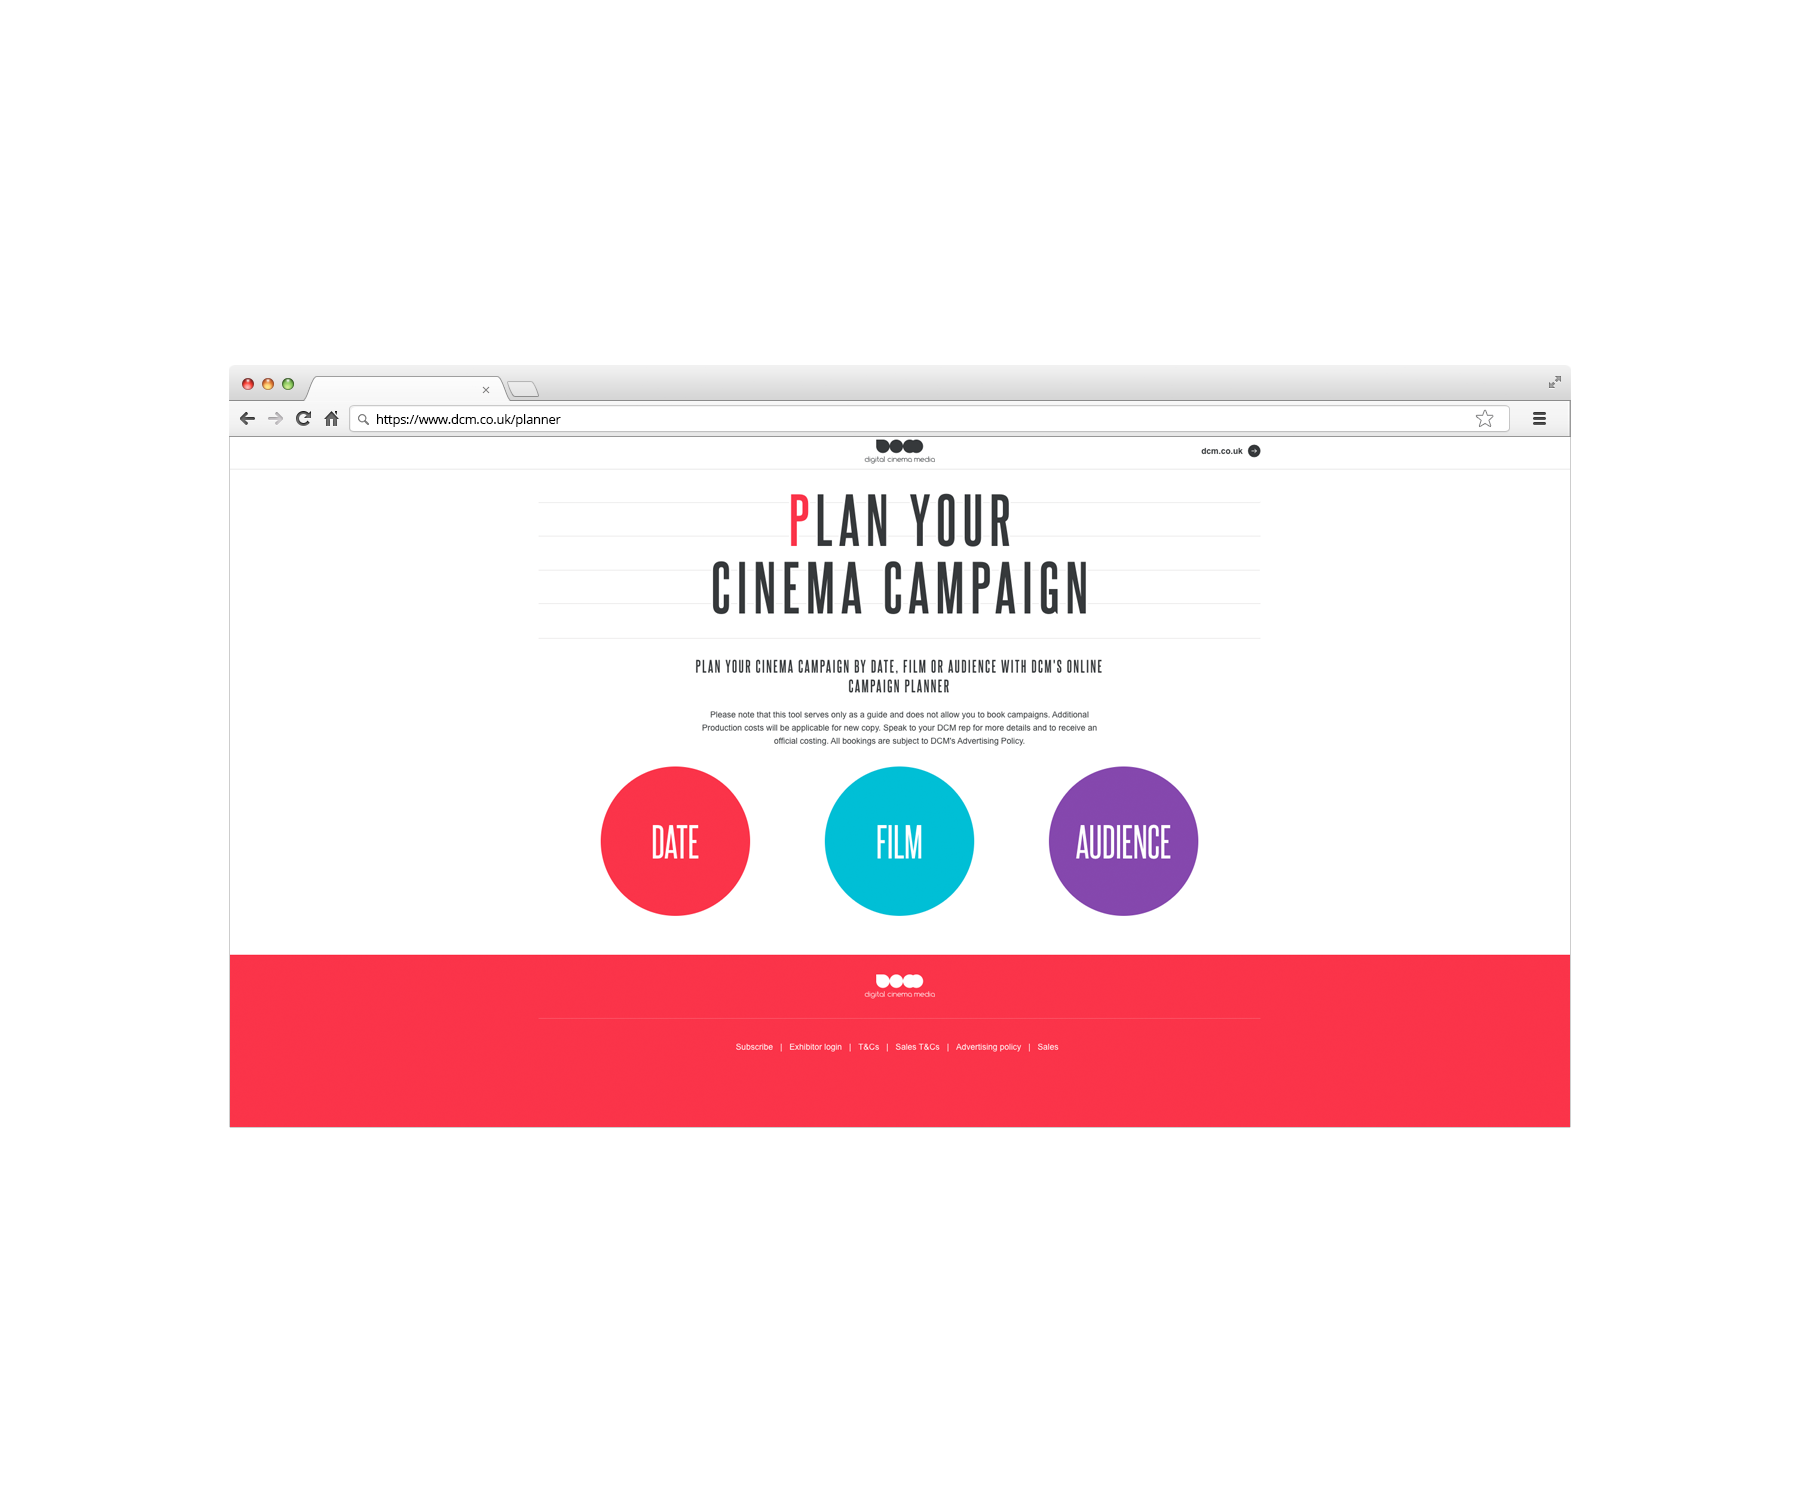 https://www.dcm.co.uk/planner
digital cinema media
dcm.co.uk
PLAN YOUR
CINEMA CAMPAIGN
PLAN YOUR CINEMA CAMPAIGN BY DATE, FILM OR AUDIENCE WITH DCM'S ONLINE
CAMPAIGN PLANNER
Please note that this tool serves only as a guide and does not allow you to book campaigns. Additional
Production costs will be applicable for new copy. Speak to your DCM rep for more details and to receive an
official costing. All bookings are subject to DCM's Advertising Policy.
DATE
FILM
AUDIENCE
digital cinema media
Subscribe | Exhibitor login | T&Cs | Sales T&Cs | Advertising policy | Sales